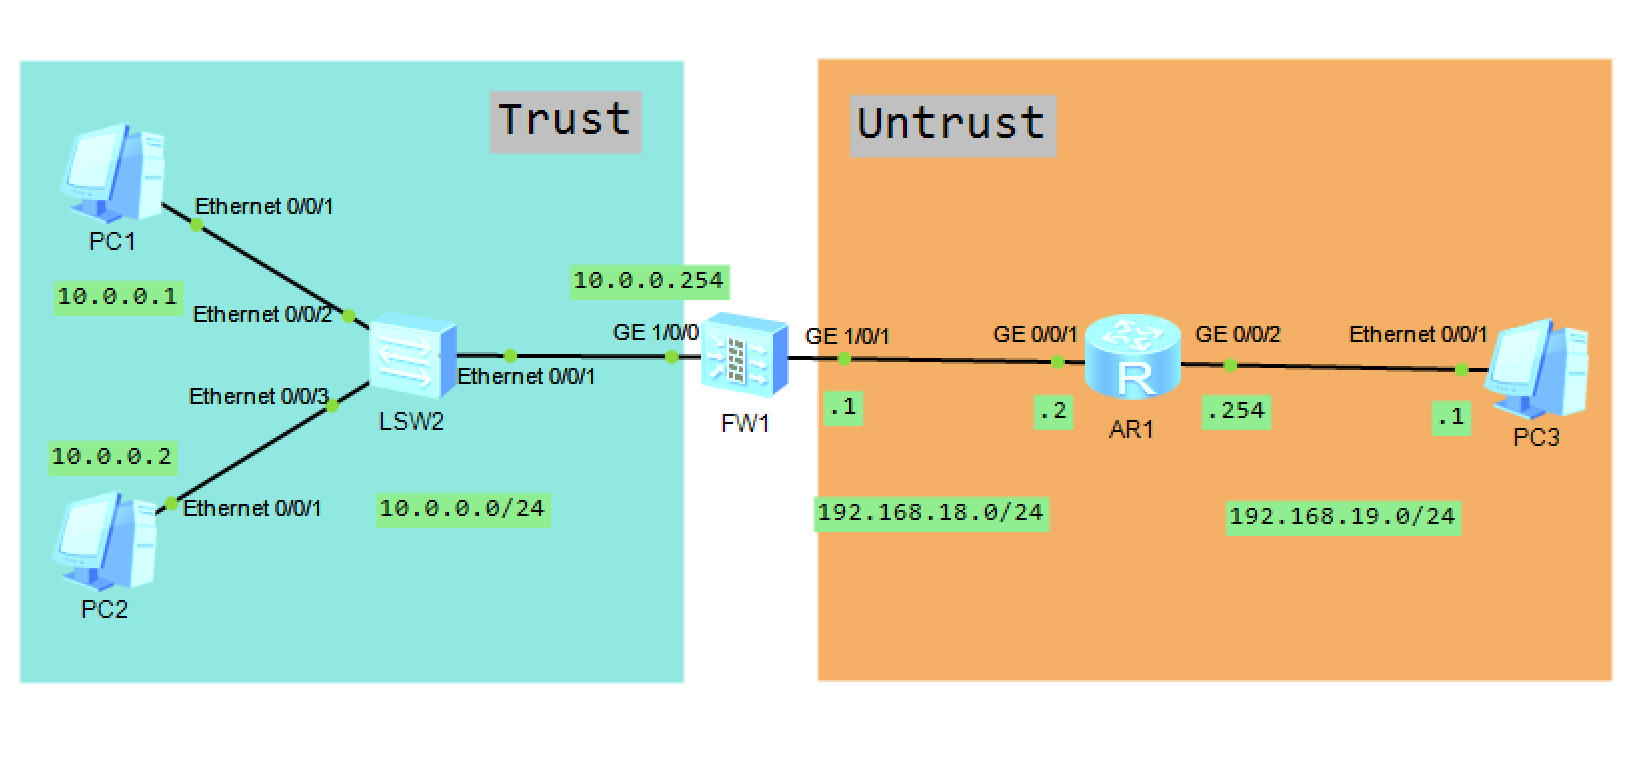 Trust
Untrust
Ethernet 0/0/1
PC1
10.0.0.1
Ethernet 0/0/2
10.0.0.254
GE 1/0/0
GE 1/0/1
GE 0/0/1
GE 0/0/2
Ethernet 0/0/1
Ethernet 0/0/1
Ethernet 0/0/3
LSW2
FW1
.1
.2
AR1
.254
.1
PC3
10.0.0.2
Ethernet 0/0/1
10.0.0.0/24
192.168.18.0/24
192.168.19.0/24
PC2
R